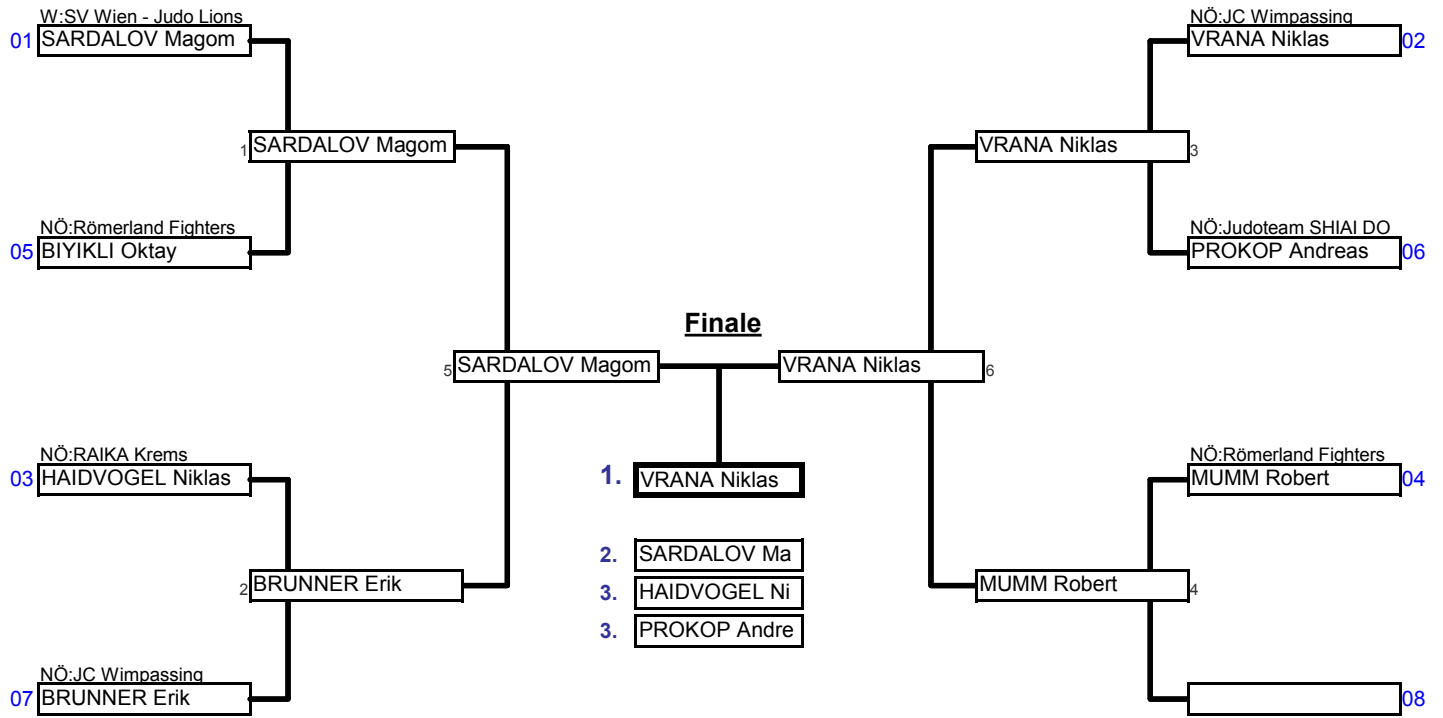 W:SV Wien - Judo Lions
01 SARDALOV Magom
NÖ:JC Wimpassing
VRANA Niklas 02
1 SARDALOV Magom
VRANA Niklas 3
NÖ:Römerland Fighters
05 BIYIKLI Oktay
NÖ:Judoteam SHIAI DO
PROKOP Andreas 06
Finale
5 SARDALOV Magom
VRANA Niklas 6
NÖ:RAIKA Krems
03 HAIDVOGEL Niklas
1. VRANA Niklas
NÖ:Römerland Fighters
MUMM Robert 04
2. SARDALOV Ma
2 BRUNNER Erik
3. HAIDVOGEL Ni
MUMM Robert 4
3. PROKOP Andre
NÖ:JC Wimpassing
07 BRUNNER Erik
08